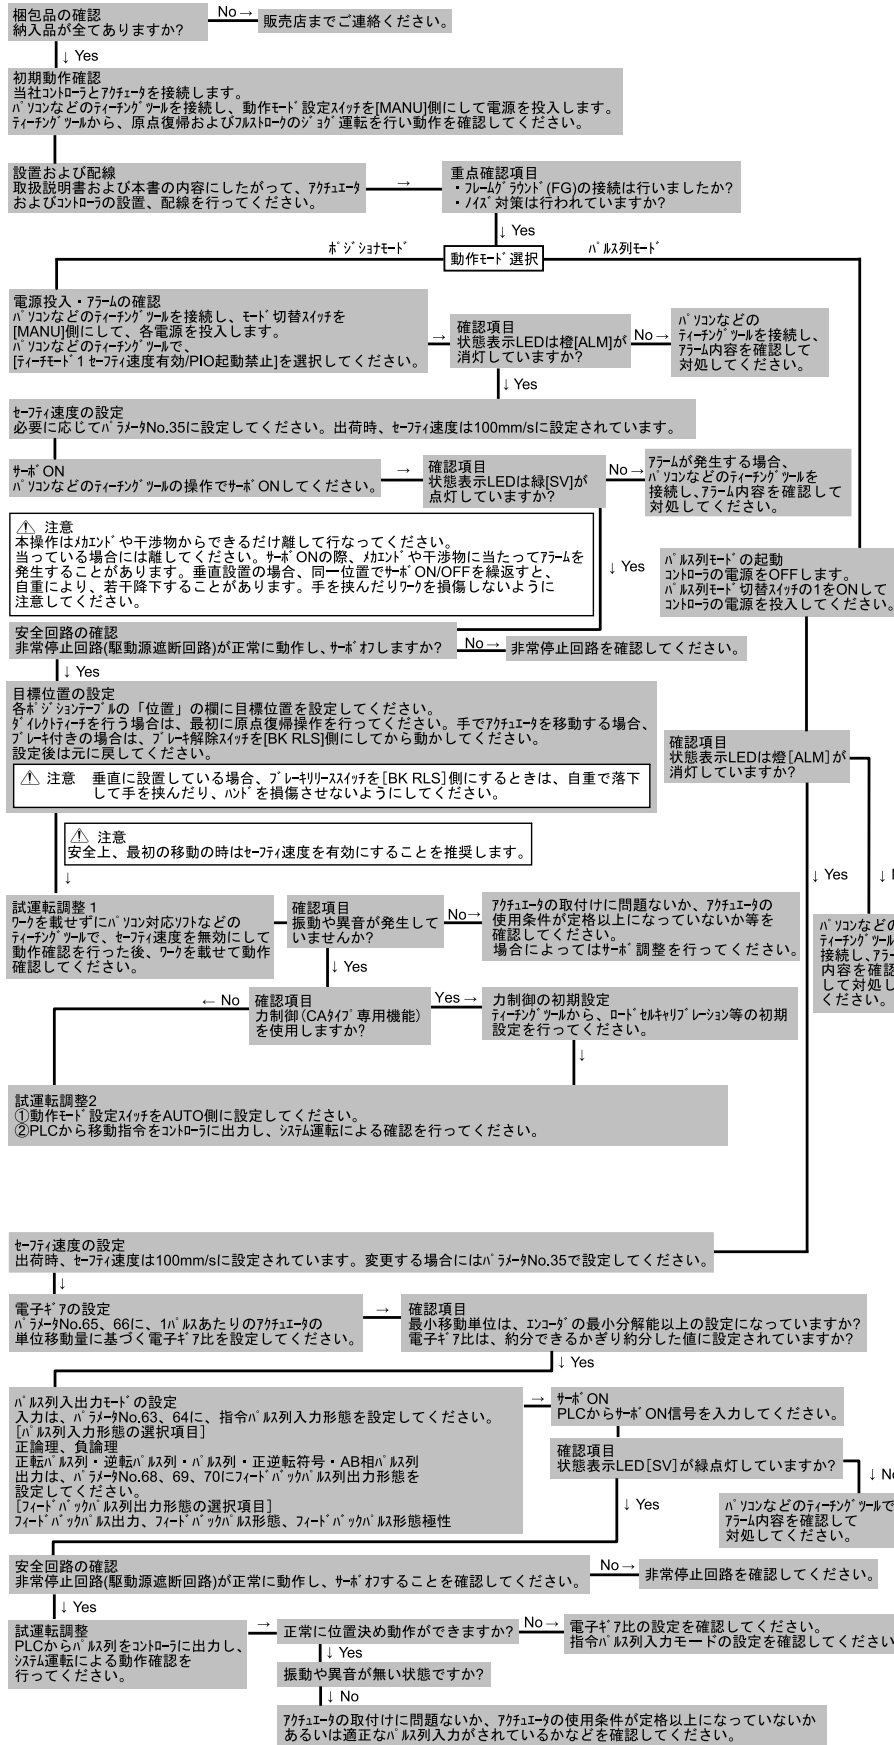 梱包品の確認
納入品が全てありますか?
No→
販売店までご連絡ください。
↓ Yes
初期動作確認
当社ｺﾝﾄﾛｰﾗとｱｸﾁｭｴｰﾀを接続します。
ﾊﾟｿｺﾝなどのﾃｨｰﾁﾝｸﾞﾂｰﾙを接続し、動作ﾓｰﾄﾞ設定ｽｲｯﾁを[MANU]側にして電源を投入します。
ﾃｨｰﾁﾝｸﾞﾂｰﾙから、原点復帰およびﾌﾙｽﾄﾛｰｸのｼﾞｮｸﾞ運転を行い動作を確認してください。
設置および配線
取扱説明書および本書の内容にしたがって、ｱｸﾁｭｴｰﾀ
およびｺﾝﾄﾛｰﾗの設置、配線を行ってください。
→
重点確認項目
・ﾌﾚｰﾑｸﾞﾗｳﾝﾄﾞ(FG)の接続は行いましたか?
・ﾉｲｽﾞ対策は行われていますか?
↓ Yes
ﾎﾟｼﾞｼｮﾅﾓｰﾄﾞ
動作ﾓｰﾄﾞ選択
ﾊﾟﾙｽ列ﾓｰﾄﾞ
電源投入・ｱﾗｰﾑの確認
ﾊﾟｿｺﾝなどのﾃｨｰﾁﾝｸﾞﾂｰﾙを接続し、ﾓｰﾄﾞ切替ｽｲｯﾁを
[MANU]側にして、各電源を投入します。
ﾊﾟｿｺﾝなどのﾃｨｰﾁﾝｸﾞﾂｰﾙで、
[ﾃｨｰﾁﾓｰﾄﾞ1 ｾｰﾌﾃｨ速度有効/PIO起動禁止]を選択してください。
→
確認項目
状態表示LEDは橙[ALM]が
消灯していますか?
No→
ﾊﾟｿｺﾝなどの
ﾃｨｰﾁﾝｸﾞﾂｰﾙを接続し、
ｱﾗｰﾑ内容を確認して
対処してください。
↓ Yes
ｾｰﾌﾃｨ速度の設定
必要に応じてﾊﾟﾗﾒｰﾀNo.35に設定してください。出荷時、ｾｰﾌﾃｨ速度は100mm/sに設定されています。
ｻｰﾎﾞON
ﾊﾟｿｺﾝなどのﾃｨｰﾁﾝｸﾞﾂｰﾙの操作でｻｰﾎﾞONしてください。
→
確認項目
状態表示LEDは緑[SV]が
点灯していますか?
No→
ｱﾗｰﾑが発生する場合、
ﾊﾟｿｺﾝなどのﾃｨｰﾁﾝｸﾞﾂｰﾙを
接続し､ｱﾗｰﾑ内容を確認して
対処してください。
⚠ 注意
本操作はﾒｶｴﾝﾄﾞや干渉物からできるだけ離して行なってください。
当っている場合には離してください。ｻｰﾎﾞONの際、ﾒｶｴﾝﾄﾞや干渉物に当たってｱﾗｰﾑを
発生することがあります。垂直設置の場合、同一位置でｻｰﾎﾞON/OFFを繰返すと、
自重により、若干降下することがあります。手を挟んだりﾜｰｸを損傷しないように
注意してください。
↓ Yes
ﾊﾟﾙｽ列ﾓｰﾄﾞの起動
ｺﾝﾄﾛｰﾗの電源をOFFします。
ﾊﾟﾙｽ列ﾓｰﾄﾞ切替ｽｲｯﾁの1をONして
ｺﾝﾄﾛｰﾗの電源を投入してください。
安全回路の確認
非常停止回路(駆動源遮断回路)が正常に動作し、ｻｰﾎﾞｵﾌしますか?
No→
非常停止回路を確認してください。
↓ Yes
目標位置の設定
各ﾎﾟｼﾞｼｮﾝﾃｰﾌﾞﾙの「位置」の欄に目標位置を設定してください。
ﾀﾞｲﾚｸﾄﾃｨｰﾁを行う場合は、最初に原点復帰操作を行ってください。手でｱｸﾁｭｴｰﾀを移動する場合、
ﾌﾞﾚｰｷ付きの場合は、ﾌﾞﾚｰｷ解除ｽｲｯﾁを[BK RLS]側にしてから動かしてください。
設定後は元に戻してください。
⚠ 注意 垂直に設置している場合、ﾌﾞﾚｰｷﾘﾘｰｽｽｲｯﾁを[BK RLS]側にするときは、自重で落下
して手を挟んだり、ﾊﾝﾄﾞを損傷させないようにしてください。
確認項目
状態表示LEDは燈[ALM]が
消灯していますか?
⚠ 注意
安全上、最初の移動の時はｾｰﾌﾃｨ速度を有効にすることを推奨します。
↓
↓ Yes
↓
試運転調整 1
ﾜｰｸを載せずにﾊﾟｿｺﾝ対応ｿﾌﾄなどの
ﾃｨｰﾁﾝｸﾞﾂｰﾙで、ｾｰﾌﾃｨ速度を無効にして
動作確認を行った後、ﾜｰｸを載せて動作
確認してください。
確認項目
振動や異音が発生して
いませんか?
No→
ｱｸﾁｭｴｰﾀの取付けに問題ないか、ｱｸﾁｭｴｰﾀの
使用条件が定格以上になっていないか等を
確認してください。
場合によってはｻｰﾎﾞ調整を行ってください。
ﾊﾟｿｺﾝなどの
ﾃｨｰﾁﾝｸﾞﾂｰﾙ
接続し､ｱﾗｰ
内容を確認
して対処し
ください。
↓ Yes
← No
確認項目
力制御(CAﾀｲﾌﾟ専用機能)
を使用しますか?
Yes →
力制御の初期設定
ﾃｨｰﾁﾝｸﾞﾂｰﾙから、ﾛｰﾄﾞｾﾙｷｬﾘﾌﾞﾚｰｼｮﾝ等の初期
設定を行ってください。
↓
試運転調整2
①動作ﾓｰﾄﾞ設定ｽｲｯﾁをAUTO側に設定してください。
②PLCから移動指令をｺﾝﾄﾛｰﾗに出力し、ｼｽﾃﾑ運転による確認を行ってください。
ｾｰﾌﾃｨ速度の設定
出荷時、ｾｰﾌﾃｨ速度は100mm/sに設定されています。変更する場合にはﾊﾟﾗﾒｰﾀNo.35で設定してください。
↓
電子ｷﾞｱの設定
ﾊﾟﾗﾒｰﾀNo.65、66に、1ﾊﾟﾙｽあたりのｱｸﾁｭｴｰﾀの
単位移動量に基づく電子ｷﾞｱ比を設定してください。
→
確認項目
最小移動単位は、ｴﾝｺｰﾀﾞの最小分解能以上の設定になっていますか?
電子ｷﾞｱ比は、約分できるかぎり約分した値に設定されていますか?
↓ Yes
ﾊﾟﾙｽ列入出力ﾓｰﾄﾞの設定
入力は、ﾊﾟﾗﾒｰﾀNo.63、64に、指令ﾊﾟﾙｽ列入力形態を設定してください。
[ﾊﾟﾙｽ列入力形態の選択項目]
正論理、負論理
正転ﾊﾟﾙｽ列・逆転ﾊﾟﾙｽ列・ﾊﾟﾙｽ列・正逆転符号・AB相ﾊﾟﾙｽ列
出力は、ﾊﾟﾗﾒｰﾀNo.68、69、70にﾌｨｰﾄﾞﾊﾞｯｸﾊﾟﾙｽ列出力形態を
設定してください。
[ﾌｨｰﾄﾞﾊﾞｯｸﾊﾟﾙｽ列出力形態の選択項目]
ﾌｨｰﾄﾞﾊﾞｯｸﾊﾟﾙｽ出力、ﾌｨｰﾄﾞﾊﾞｯｸﾊﾟﾙｽ形態、ﾌｨｰﾄﾞﾊﾞｯｸﾊﾟﾙｽ形態極性
→
ｻｰﾎﾞON
PLCからｻｰﾎﾞON信号を入力してください。
確認項目
状態表示LED[SV]が緑点灯していますか?
↓ No
↓ Yes
ﾊﾟｿｺﾝなどのﾃｨｰﾁﾝｸﾞﾂｰﾙで
ｱﾗｰﾑ内容を確認して
対処してください。
安全回路の確認
非常停止回路(駆動源遮断回路)が正常に動作し、ｻｰﾎﾞｵﾌすることを確認してください。
No→
非常停止回路を確認してください。
↓ Yes
試運転調整
PLCからﾊﾟﾙｽ列をｺﾝﾄﾛｰﾗに出力し、
ｼｽﾃﾑ運転による動作確認を
行ってください。
→
正常に位置決め動作ができますか?
No→
電子ｷﾞｱ比の設定を確認してください。
指令ﾊﾟﾙｽ列入力モードの設定を確認してください
↓ Yes
振動や異音が無い状態ですか?
↓ No
ｱｸﾁｭｴｰﾀの取付けに問題ないか、ｱｸﾁｭｴｰﾀの使用条件が定格以上になっていないか
あるいは適正なﾊﾟﾙｽ列入力がされているかなどを確認してください。